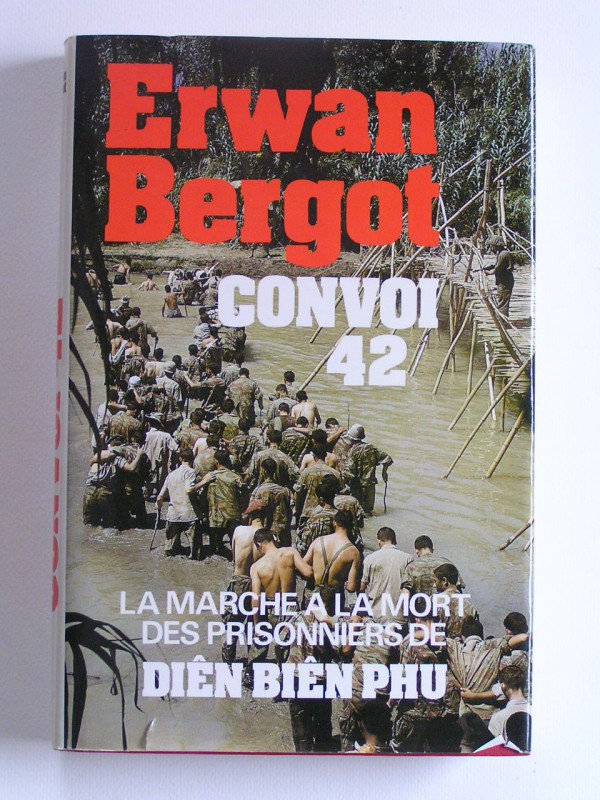 Erwan
Bergot
CONVOI
42
LA MARCHE A LA MORT
DES PRISONNIERS DE
DIÊN BIÊN PHU